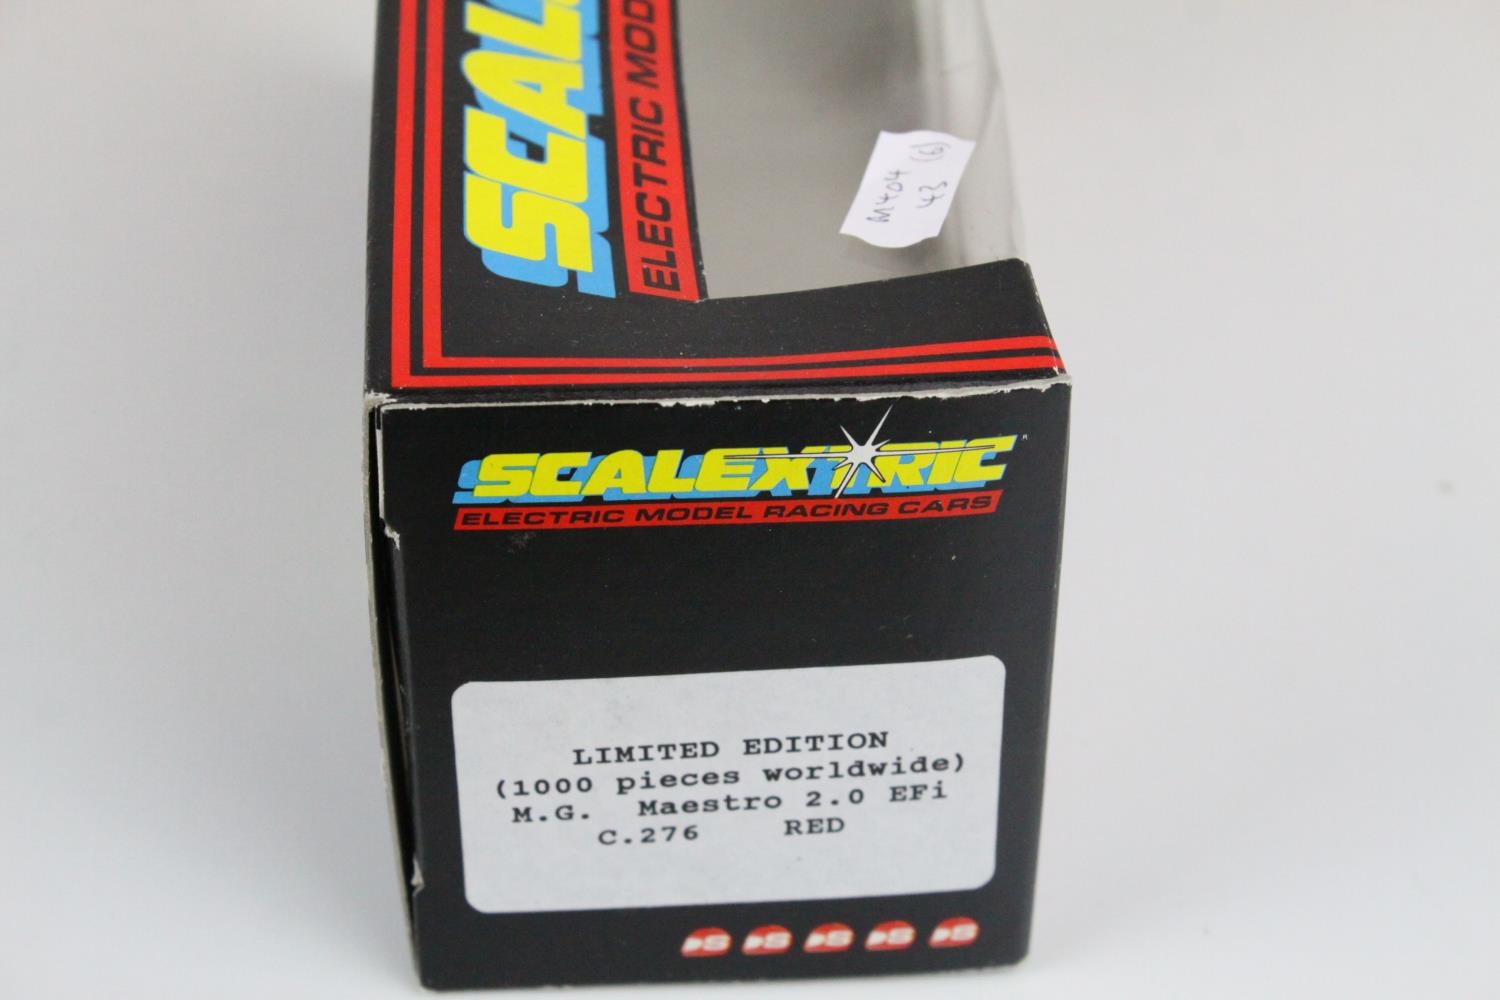 SCAL
ELECTRIC MOD
M404 (6)
43
SCALEXTRIC
ELECTRIC MODEL RACING CARS
LIMITED EDITION
(1000 pieces worldwide)
M.G. Maestro 2.0 EFi
C.276 RED